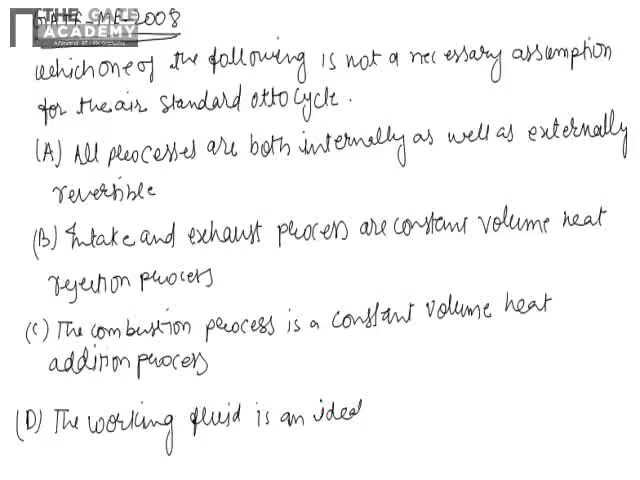 GATE-ME-2008
THE GATE
ACADEMY
which one of the following is not a necessary assumption
for the air standard otto cycle.
(A) All processes are both internally as well as externally
reversible
(B) Intake and exhaust process are constant volume heat
rejection process
(C) The combustion process is a constant volume heat
addition process
(D) The working fluid is an idea